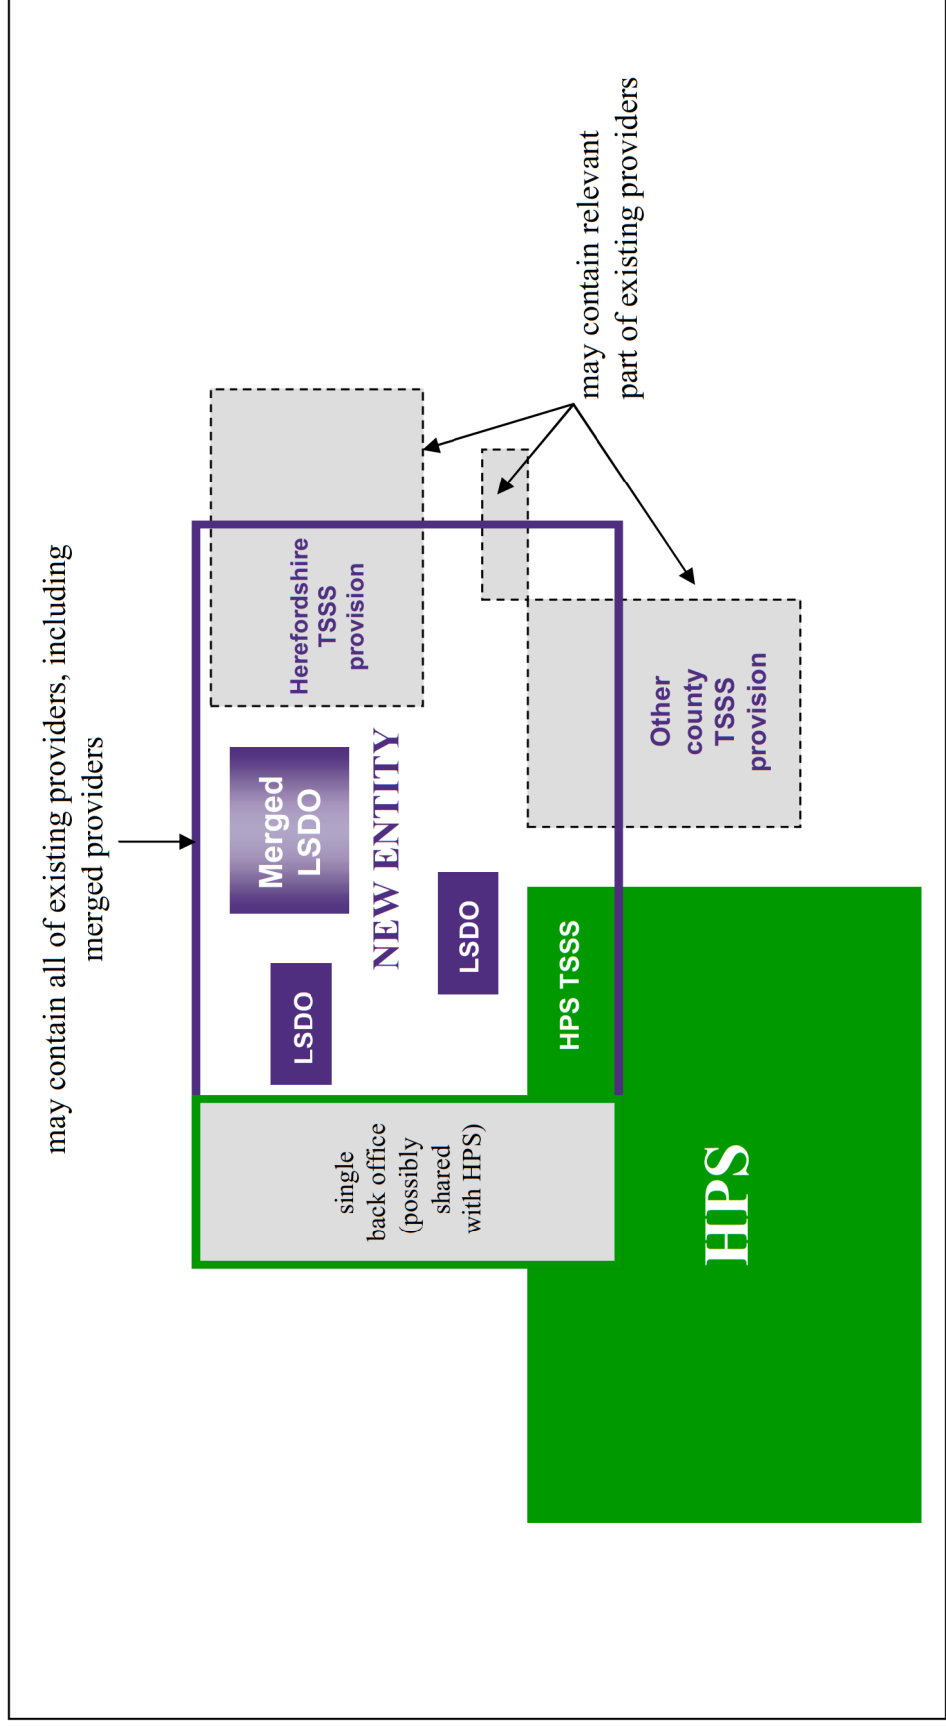 may contain all of existing providers, including
merged providers
Merged
LSDO
Herefordshire
TSSS
provision
LSDO
NEW ENTITY
LSDO
single
back office
(possibly
shared
with HPS)
HPS TSSS
Other
county
TSSS
provision
may contain relevant
part of existing providers
HPS